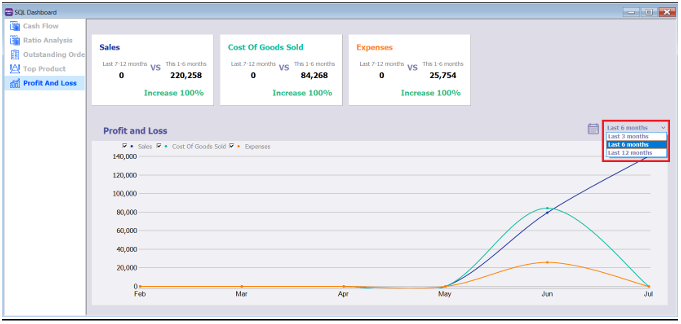 SQL Dashboard
Cash Flow
Ratio Analysis
Outstanding Orde
Top Product
Profit And Loss
Sales
Last 7-12 months VS This 1-6 months
0 220,258
Increase 100%
Cost Of Goods Sold
Last 7-12 months VS This 1-6 months
0 84,268
Increase 100%
Expenses
Last 7-12 months VS This 1-6 months
0 25,754
Increase 100%
Profit and Loss
Last 6 months
Last 3 months
Last 6 months
Last 12 months
Sales Cost Of Goods Sold Expenses
140,000
120,000
100,000
80,000
60,000
40,000
20,000
0
Feb Mar Apr May Jun Jul